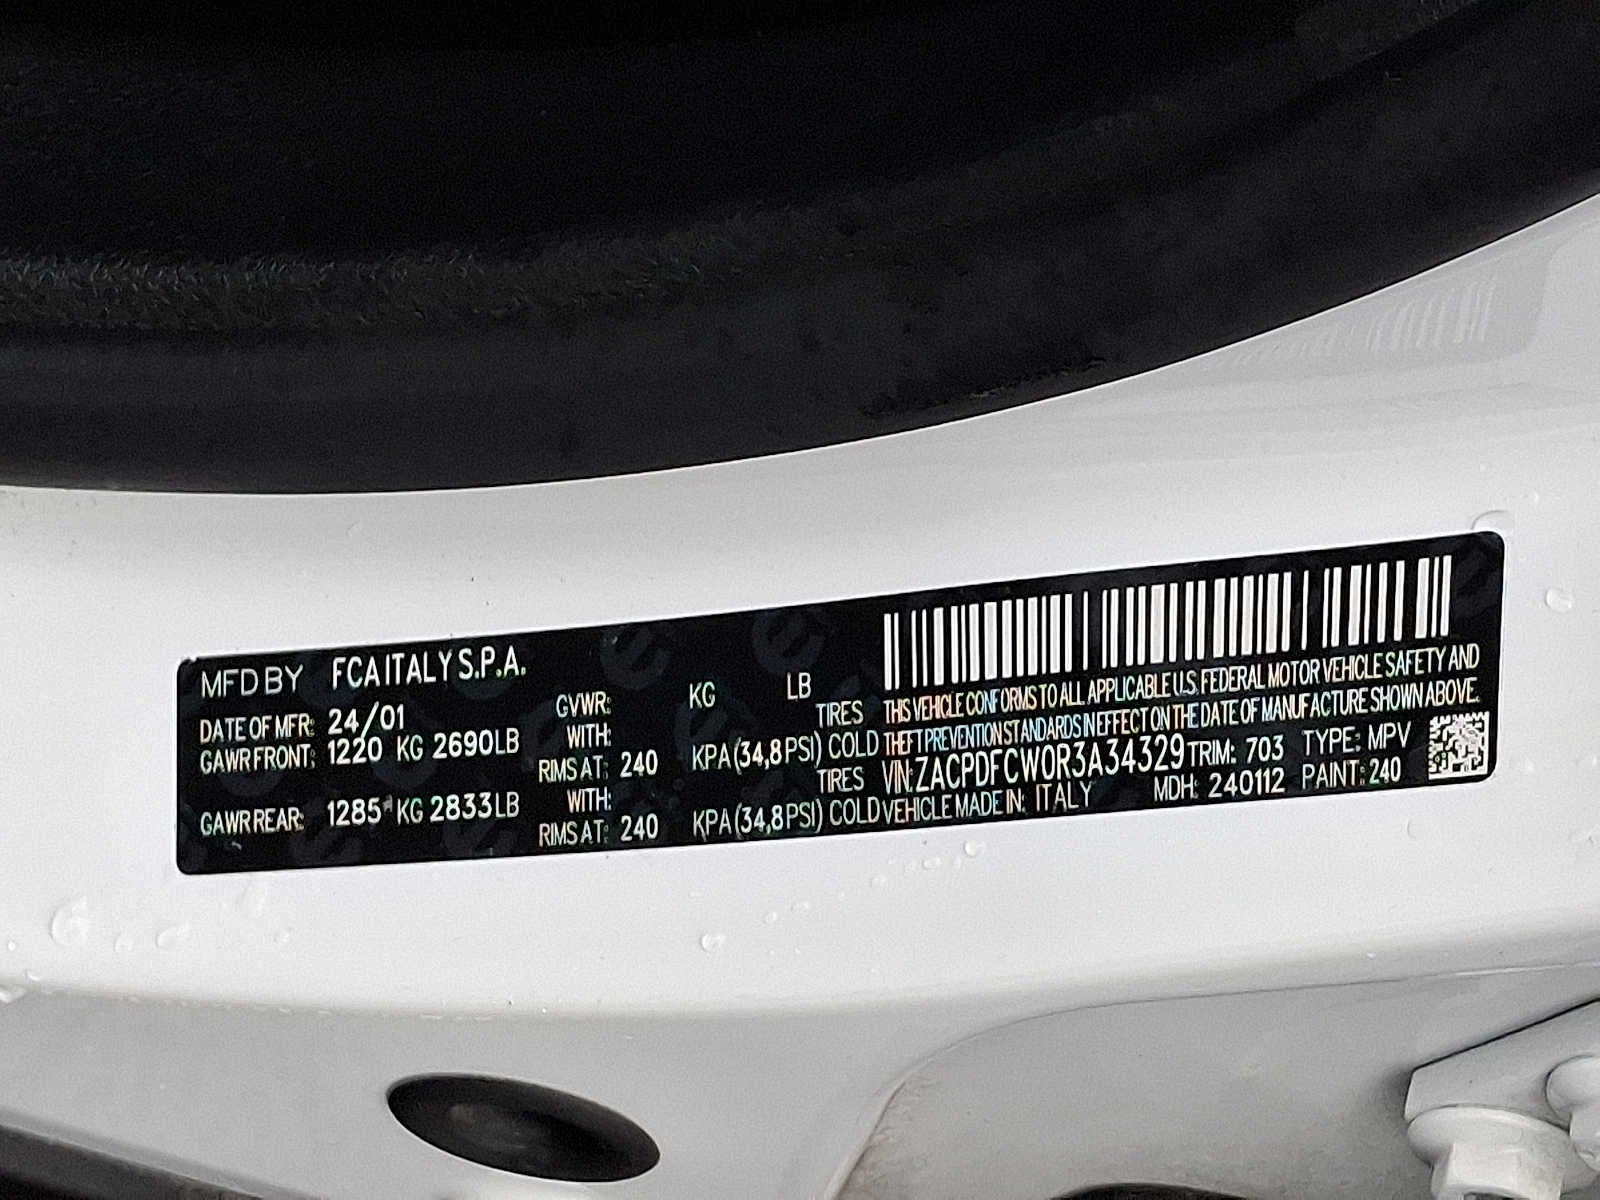 MFD BY FCA ITALY S.P.A.
DATE OF MFR: 24/01 GVWR: KG LB
GAWR FRONT: 1220 KG 2690LB WITH: TIRES
RIMS AT: 240 KPA (34,8 PSI) COLD
GAWR REAR: 1285 KG 2833LB WITH: TIRES
RIMS AT: 240 KPA (34,8 PSI) COLD
THIS VEHICLE CONFORMS TO ALL APPLICABLE U.S. FEDERAL MOTOR VEHICLE SAFETY AND
THEFT PREVENTION STANDARDS IN EFFECT ON THE DATE OF MANUFACTURE SHOWN ABOVE.
VIN: ZACPDFCW0R3A34329 TRIM: 703 TYPE: MPV
VEHICLE MADE IN: ITALY MDH: 240112 PAINT: 240